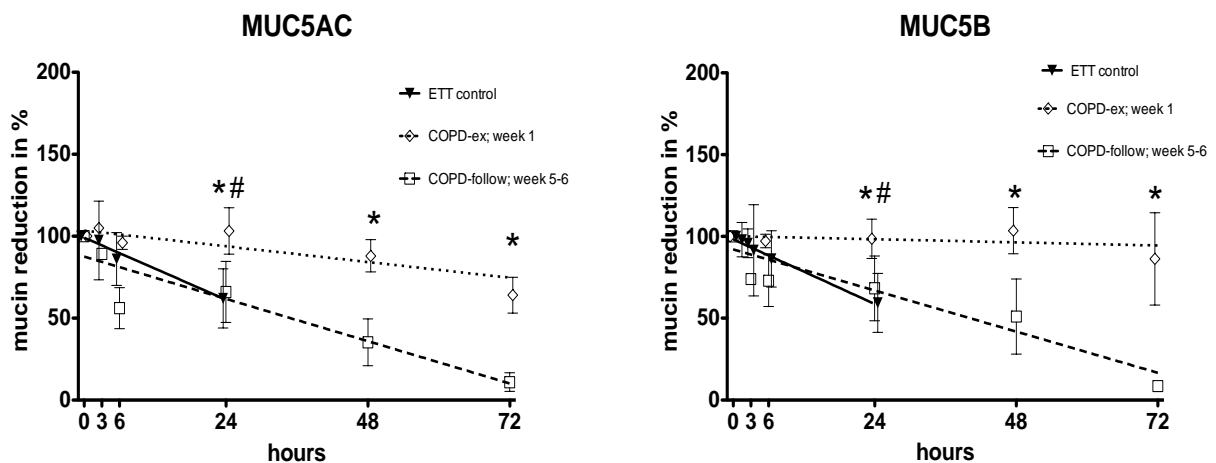 MUC5AC
200
150
100
50
0
mucin reduction in %
ETT control
COPD-ex; week 1
COPD-follow; week 5-6
*#
*
*
0 3 6 24 48 72
hours
MUC5B
200
150
100
50
0
mucin reduction in %
ETT control
COPD-ex; week 1
COPD-follow; week 5-6
*#
*
*
0 3 6 24 48 72
hours